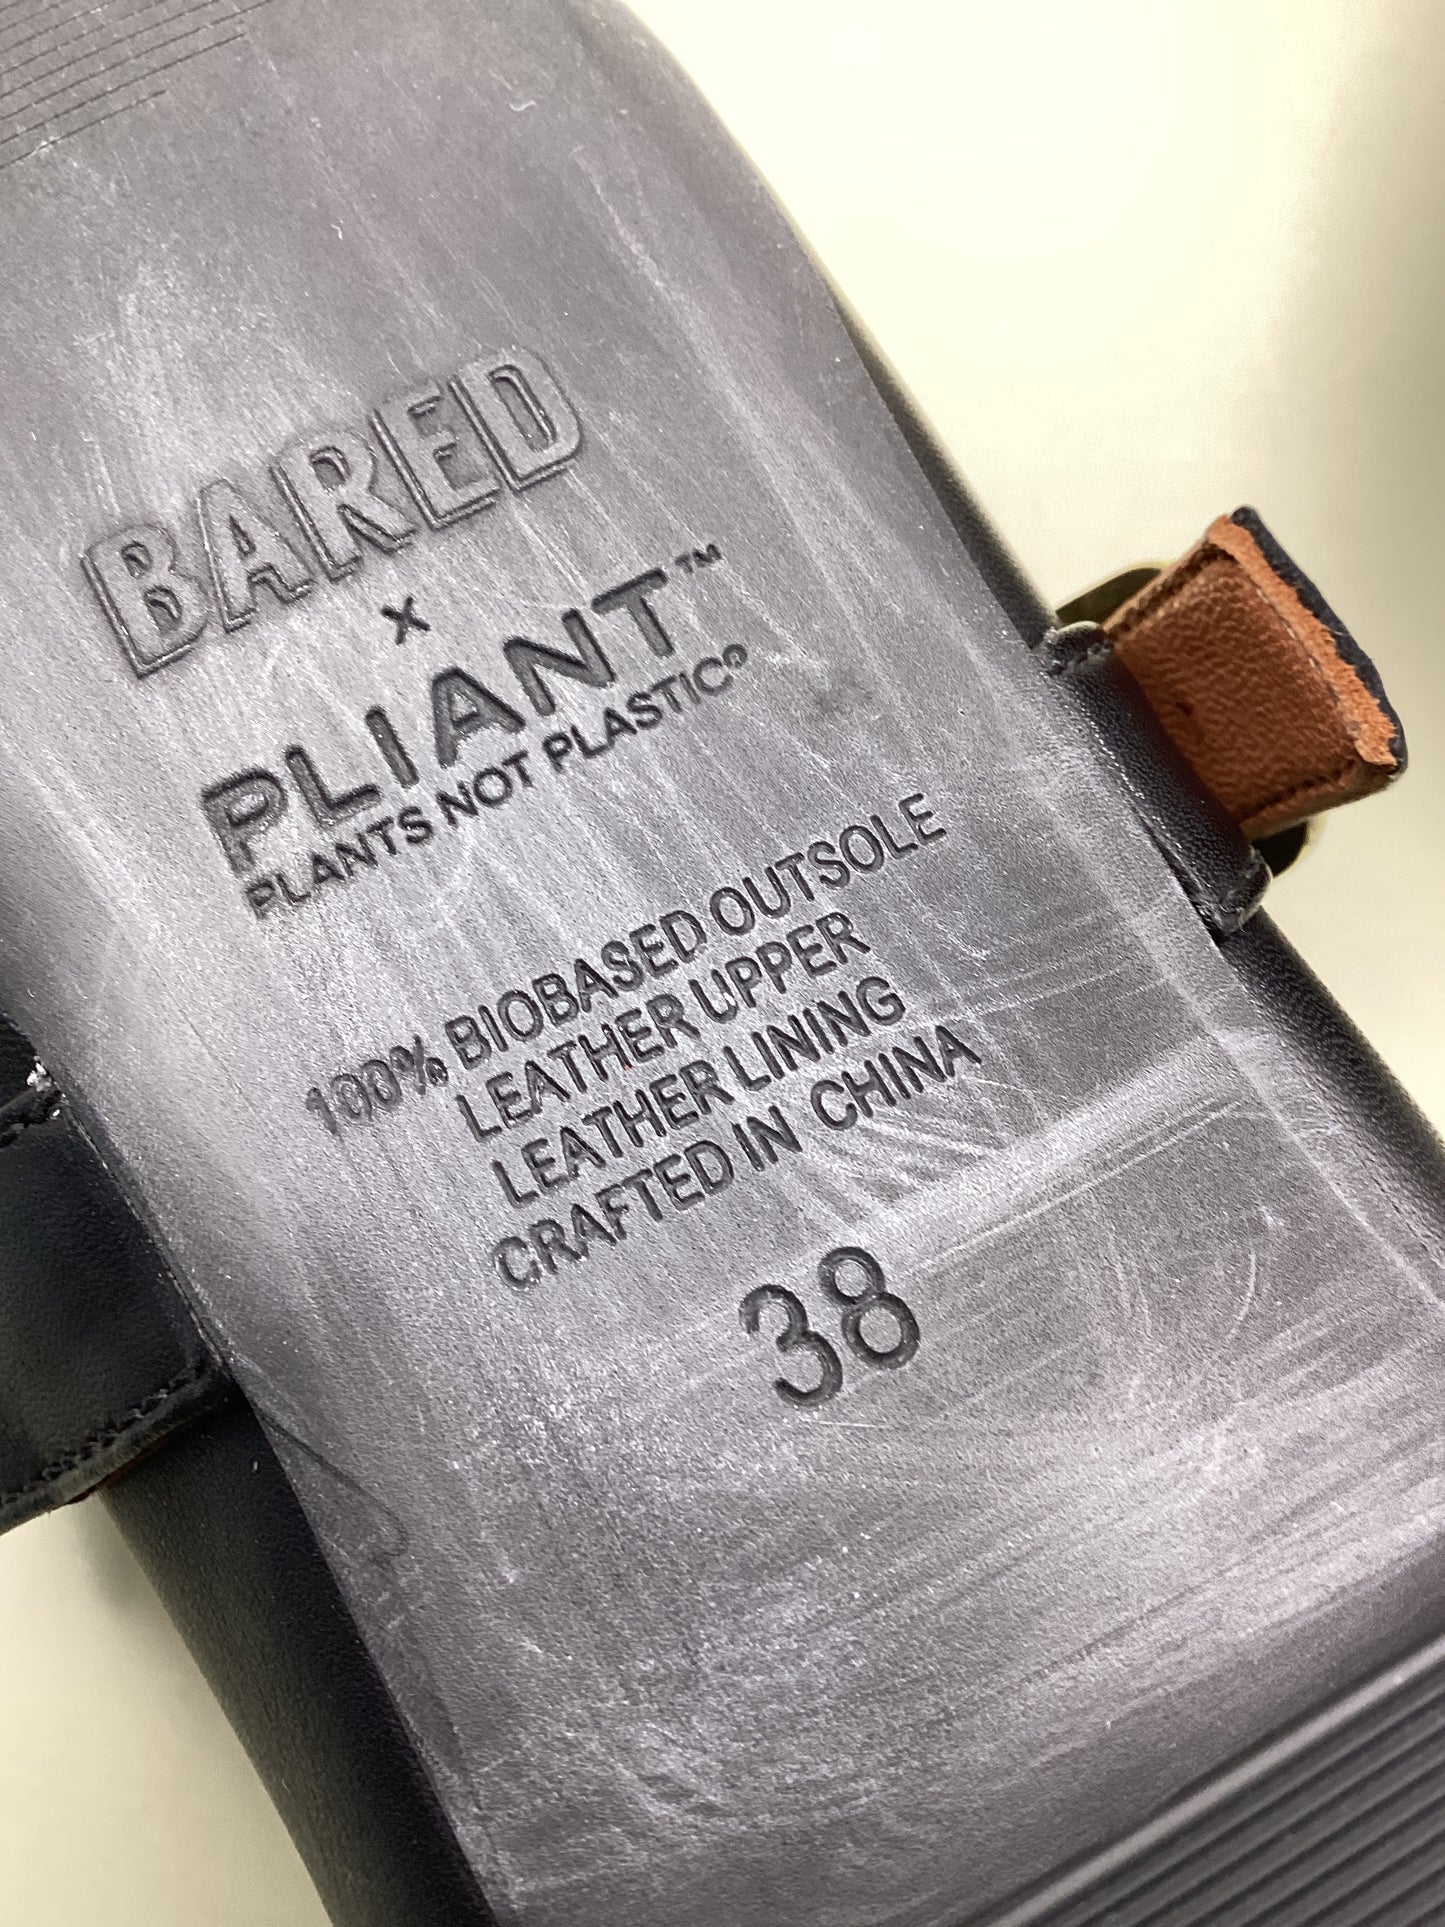 BARED
×
PLIANT™
PLANTS NOT PLASTIC®
100% BIOBASED OUTSOLE
LEATHER UPPER
LEATHER LINING
CRAFTED IN CHINA
38